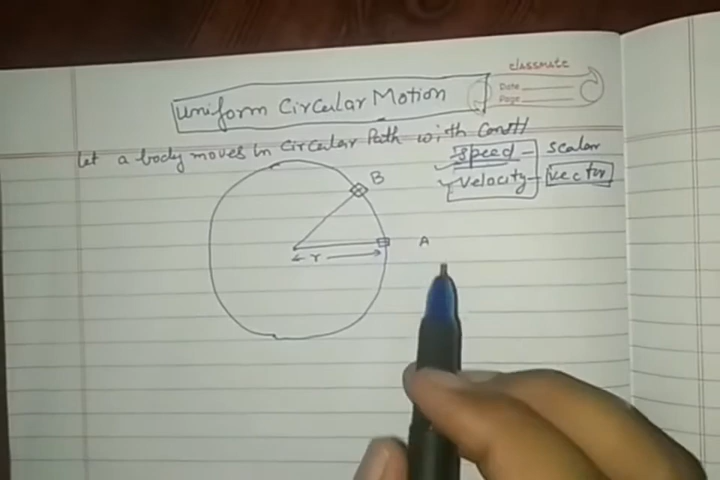 classmate
Date
Page
Uniform Circular Motion
Let a body moves in Circular Path with Constt
speed - scalar
velocity - vector
B
A
r